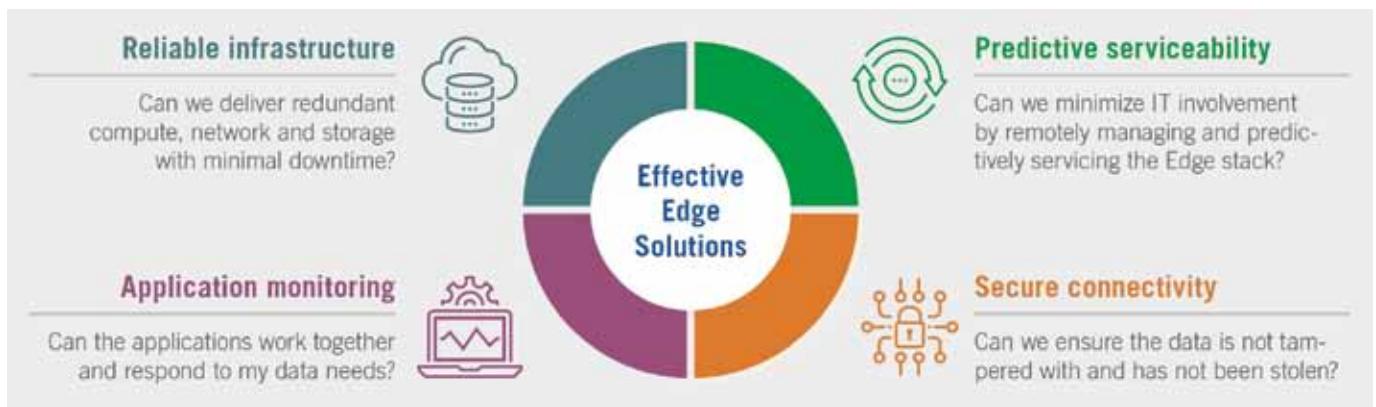 Reliable infrastructure
Can we deliver redundant
compute, network and storage
with minimal downtime?
Predictive serviceability
Can we minimize IT involvement
by remotely managing and predic-
tively servicing the Edge stack?
Effective
Edge
Solutions
Application monitoring
Can the applications work together
and respond to my data needs?
Secure connectivity
Can we ensure the data is not tam-
pered with and has not been stolen?